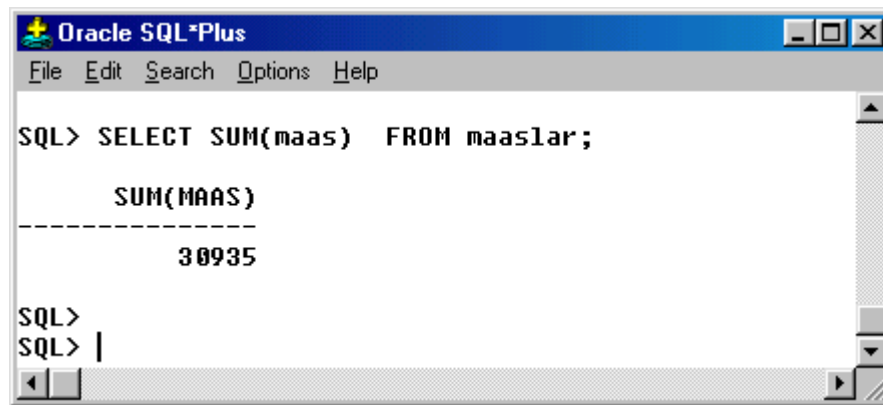 Oracle SQL*Plus
File Edit Search Options Help
SQL> SELECT SUM(maas)  FROM maaslar;
SUM(MAAS)
---------------
30935
SQL>
SQL>